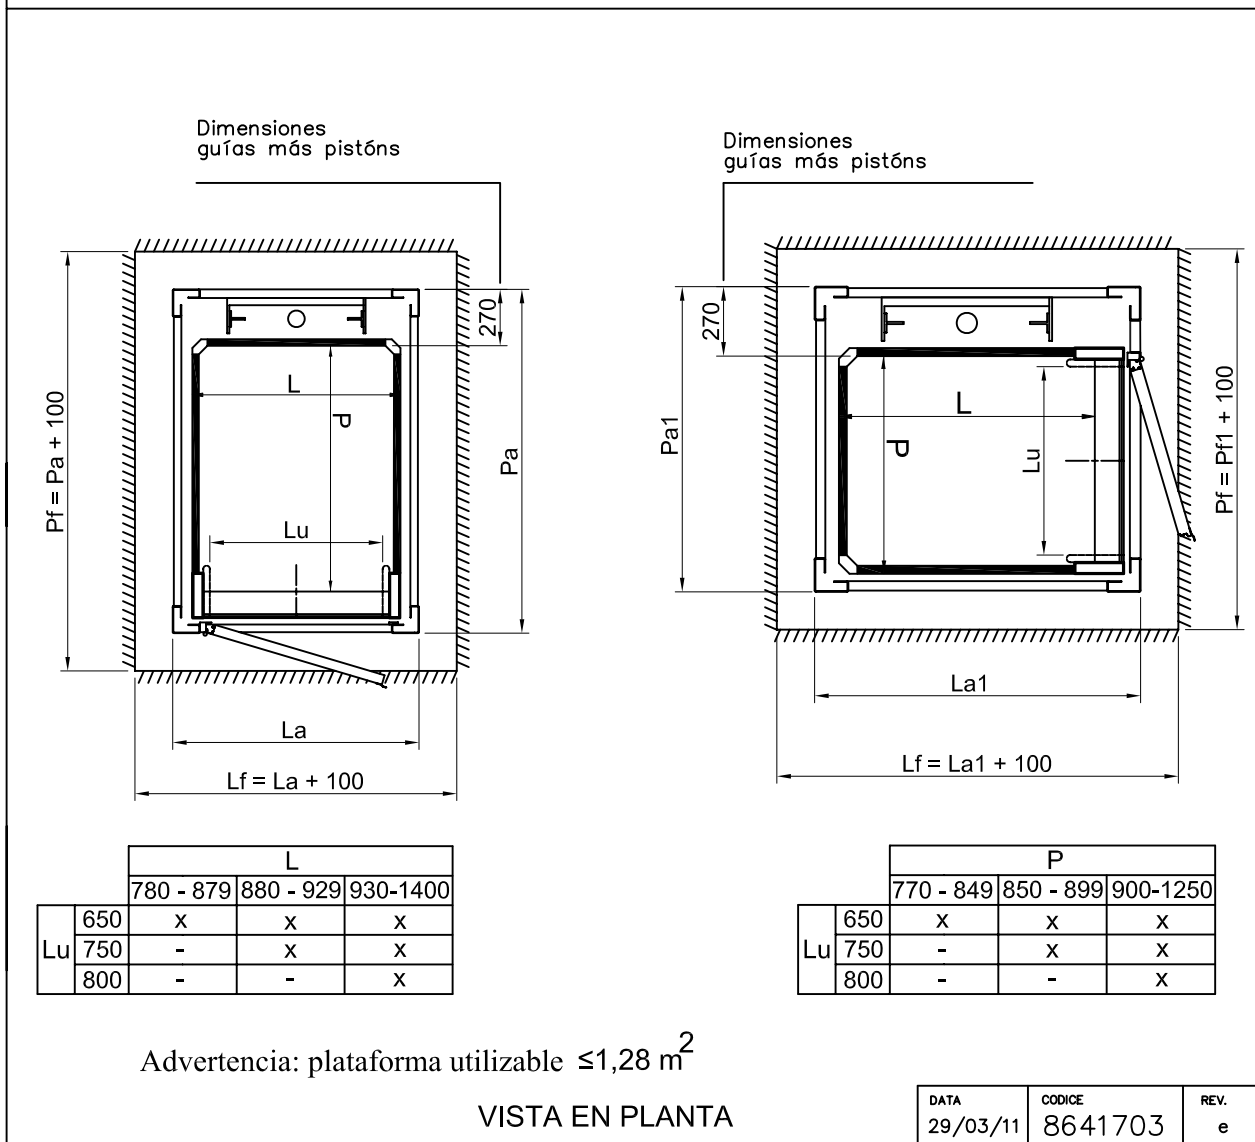 Dimensiones
guías más pistóns
Dimensiones
guías más pistóns
270
L
P
Lu
Pa
Pf = Pa + 100
La
Lf = La + 100
270
L
P
Lu
Pa1
Pf = Pf1 + 100
La1
Lf = La1 + 100
L
780 - 879 880 - 929 930-1400
Lu 650 x x x
750 - x x
800 - - x
P
770 - 849 850 - 899 900-1250
Lu 650 x x x
750 - x x
800 - - x
Advertencia: plataforma utilizable ≤1,28 m²
VISTA EN PLANTA
DATA CODICE REV.
29/03/11 8641703 e